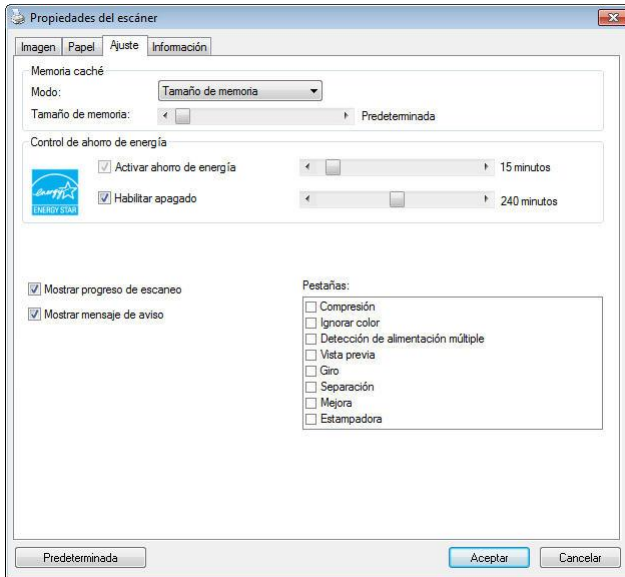 Propiedades del escáner
Imagen Papel Ajuste Información
Memoria caché
Modo: Tamaño de memoria
Tamaño de memoria: Predeterminada
Control de ahorro de energía
Activar ahorro de energía 15 minutos
energy
ENERGY STAR
Habilitar apagado 240 minutos
Mostrar progreso de escaneo
Mostrar mensaje de aviso
Pestañas:
Compresión
Ignorar color
Detección de alimentación múltiple
Vista previa
Giro
Separación
Mejora
Estampadora
Predeterminada Aceptar Cancelar